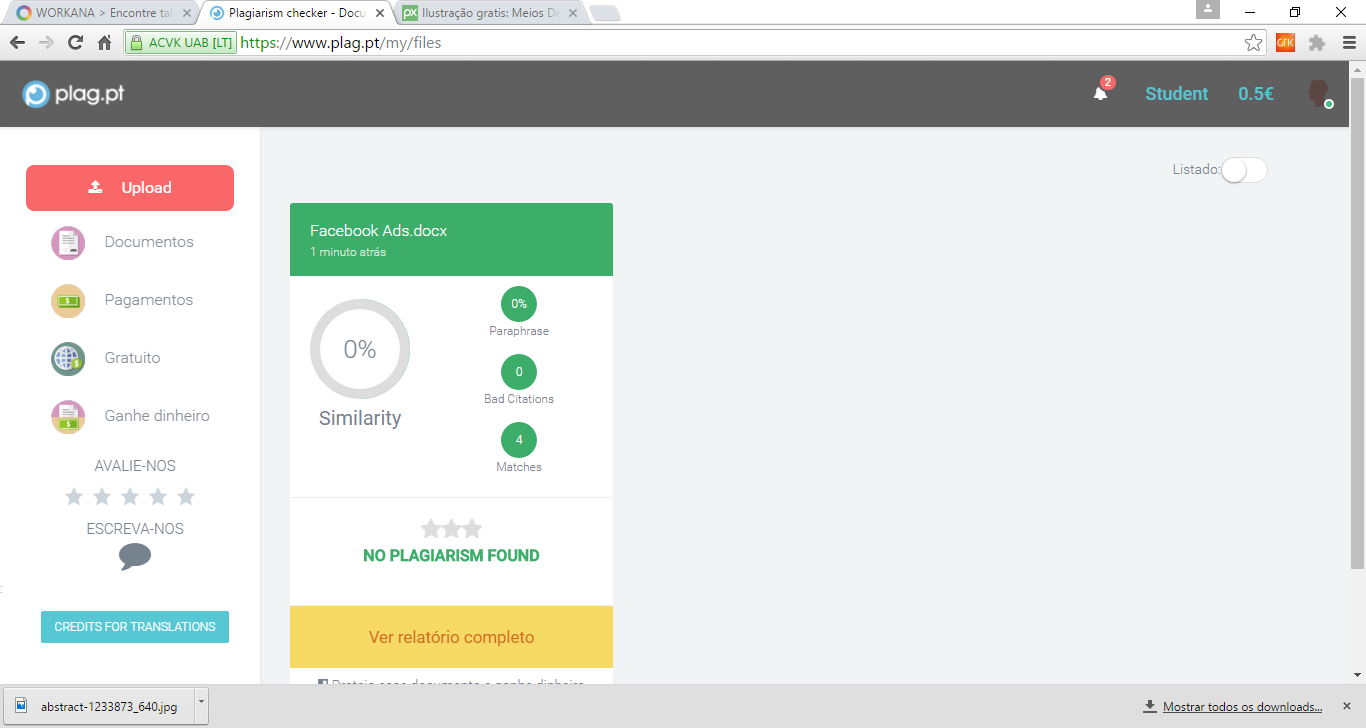 WORKANA > Encontre tal
Plagiarism checker - Docu
px Ilustração gratis: Meios De
ACVK UAB [LT] https://www.plag.pt/my/files
GfK
plag.pt
2
Student
0.5€
Upload
Documentos
Pagamentos
Gratuito
Ganhe dinheiro
AVALIE-NOS
ESCREVA-NOS
CREDITS FOR TRANSLATIONS
Listado:
Facebook Ads.docx
1 minuto atrás
0%
Similarity
0%
Paraphrase
0
Bad Citations
4
Matches
NO PLAGIARISM FOUND
Ver relatório completo
abstract-1233873_640.jpg
Mostrar todos os downloads...